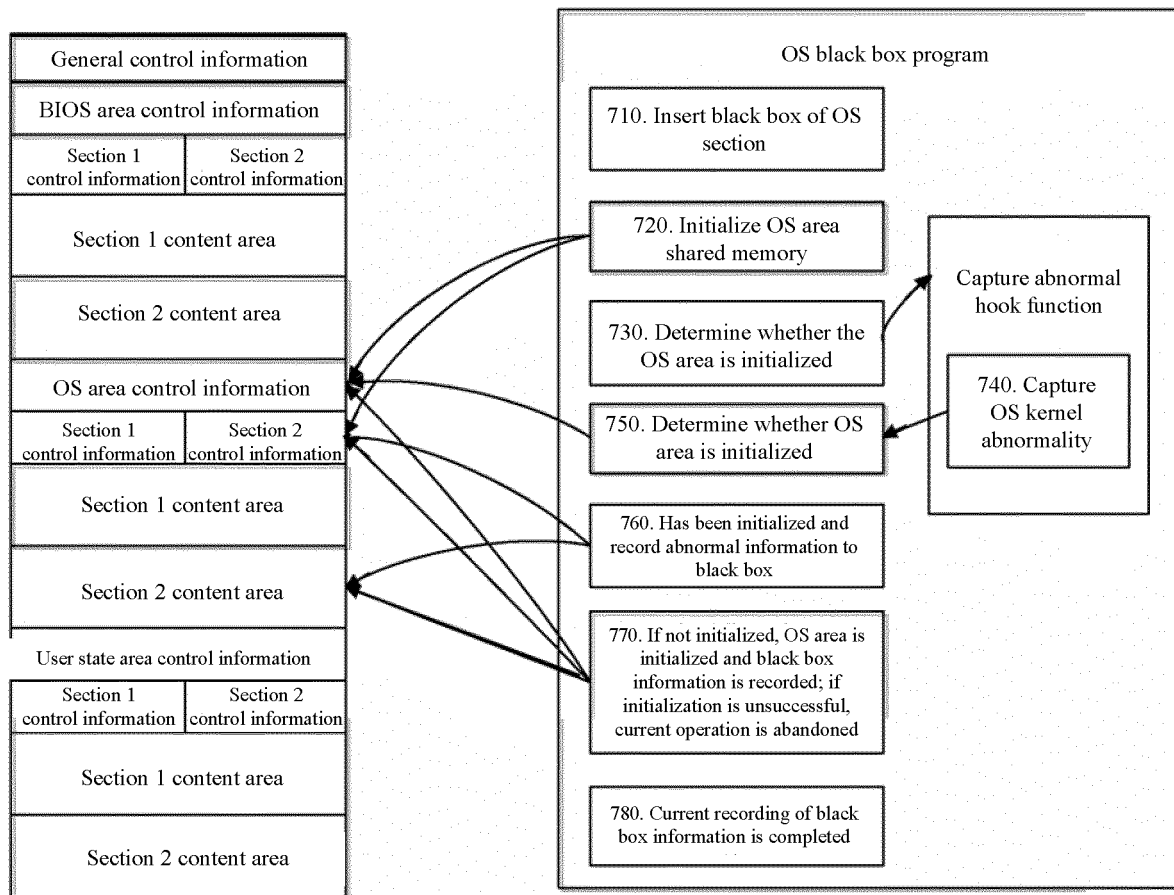 General control information
BIOS area control information
Section 1
control information
Section 2
control information
Section 1 content area
Section 2 content area
OS area control information
Section 1
control information
Section 2
control information
Section 1 content area
Section 2 content area
User state area control information
Section 1
control information
Section 2
control information
Section 1 content area
Section 2 content area
OS black box program
710. Insert black box of OS
section
720. Initialize OS area
shared memory
730. Determine whether the
OS area is initialized
Capture abnormal
hook function
740. Capture
OS kernel
abnormality
750. Determine whether OS
area is initialized
760. Has been initialized and
record abnormal information to
black box
770. If not initialized, OS area is
initialized and black box
information is recorded; if
initialization is unsuccessful,
current operation is abandoned
780. Current recording of black
box information is completed